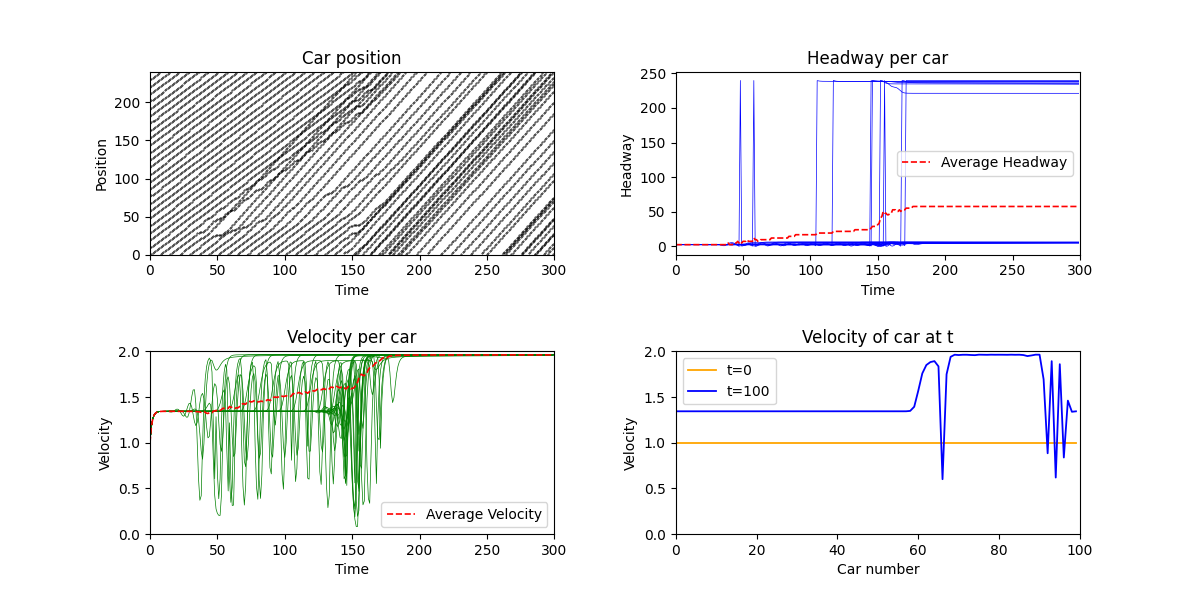 Car position
Position
200
150
100
50
0
0 50 100 150 200 250 300
Time
Headway per car
Headway
250
200
150
100
50
0
Average Headway
0 50 100 150 200 250 300
Time
Velocity per car
Velocity
2.0
1.5
1.0
0.5
0.0
Average Velocity
0 50 100 150 200 250 300
Time
Velocity of car at t
Velocity
2.0
1.5
1.0
0.5
0.0
t=0
t=100
0 20 40 60 80 100
Car number